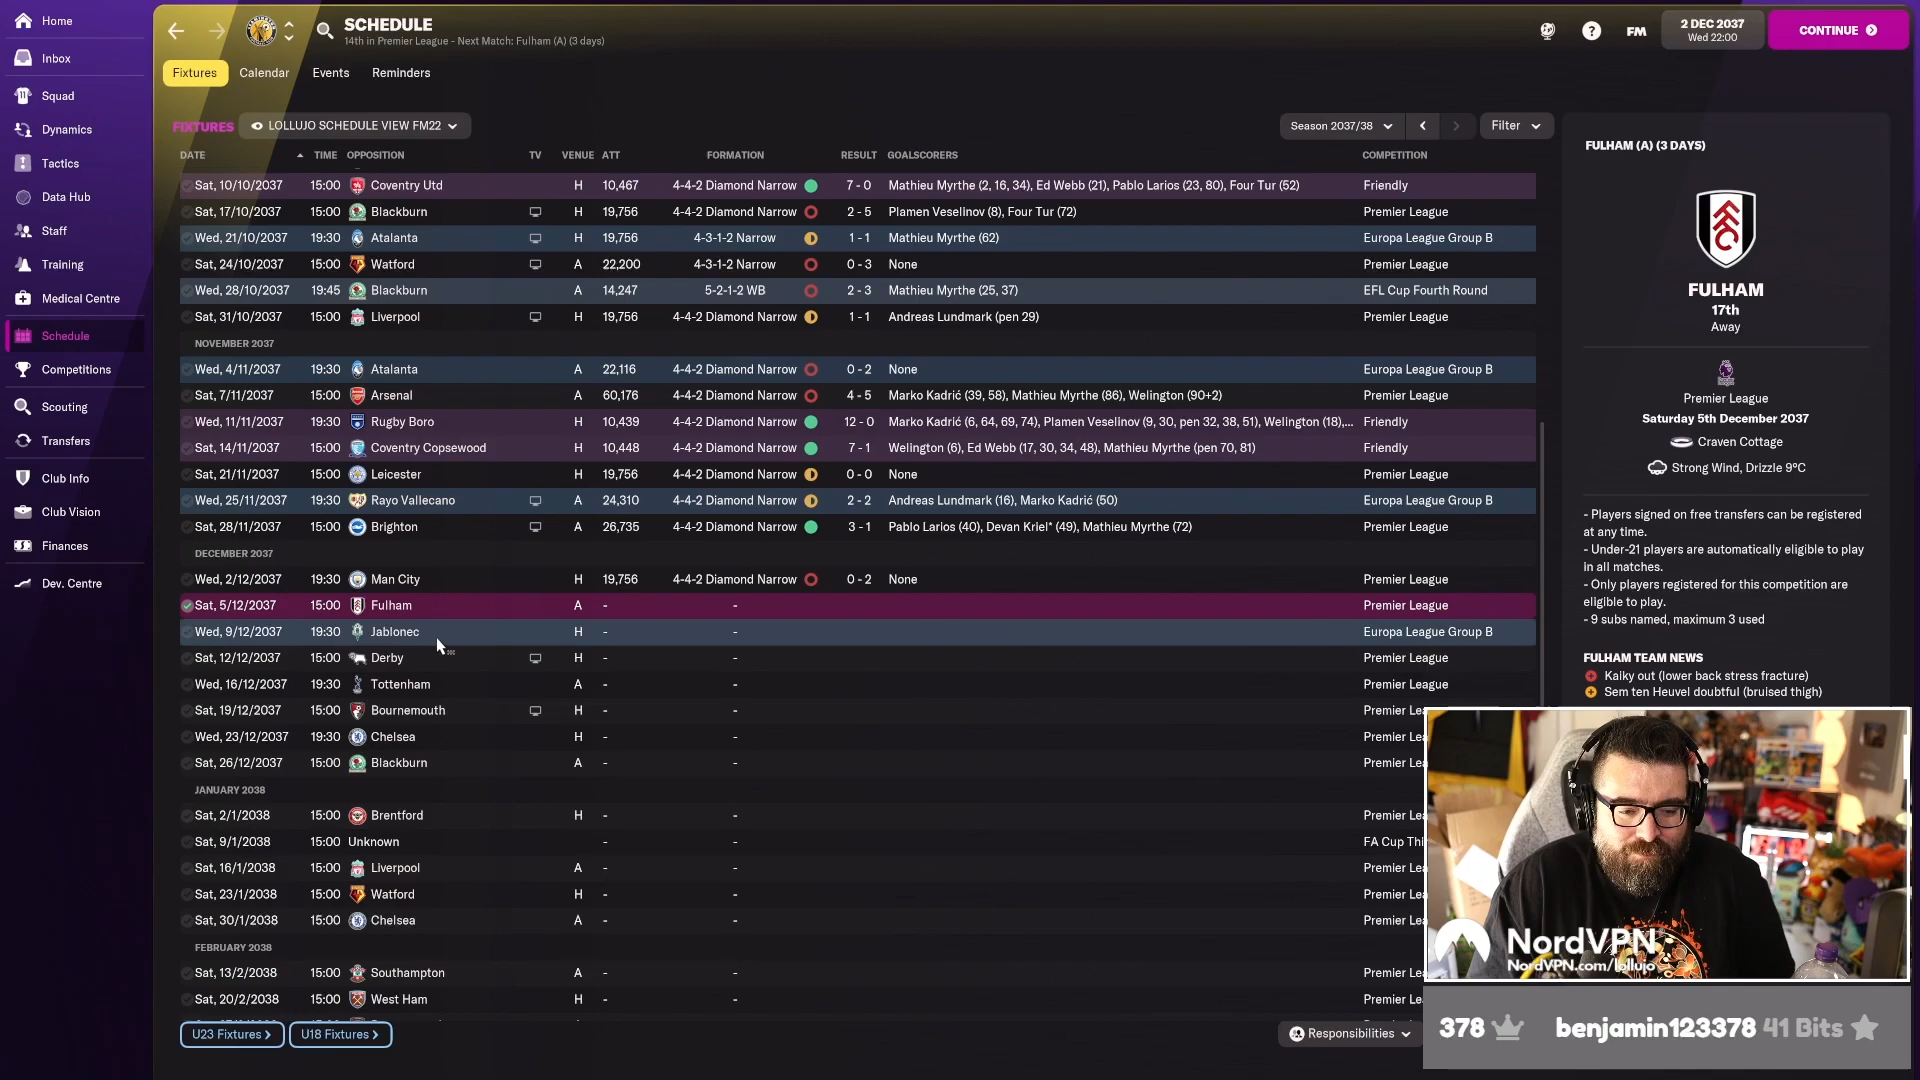 Home
Inbox
Squad
Dynamics
Tactics
Data Hub
Staff
Training
Medical Centre
Schedule
Competitions
Scouting
Transfers
Club Info
Club Vision
Finances
Dev. Centre
SCHEDULE
14th in Premier League - Next Match: Fulham (A) (3 days)
FM
2 DEC 2037
Wed 22:00
CONTINUE
Fixtures Calendar Events Reminders
FIXTURES LOLLUJO SCHEDULE VIEW FM22 Season 2037/38 Filter
DATE TIME OPPOSITION TV VENUE ATT FORMATION RESULT GOALSCORERS COMPETITION
Sat, 10/10/2037 15:00 Coventry Utd H 10,467 4-4-2 Diamond Narrow 7 - 0 Mathieu Myrthe (2, 16, 34), Ed Webb (21), Pablo Larios (23, 80), Four Tur (52) Friendly
Sat, 17/10/2037 15:00 Blackburn H 19,756 4-4-2 Diamond Narrow 2 - 5 Plamen Veselinov (8), Four Tur (72) Premier League
Wed, 21/10/2037 19:30 Atalanta H 19,756 4-3-1-2 Narrow 1 - 1 Mathieu Myrthe (62) Europa League Group B
Sat, 24/10/2037 15:00 Watford A 22,200 4-3-1-2 Narrow 0 - 3 None Premier League
Wed, 28/10/2037 19:45 Blackburn A 14,247 5-2-1-2 WB 2 - 3 Mathieu Myrthe (25, 37) EFL Cup Fourth Round
Sat, 31/10/2037 15:00 Liverpool H 19,756 4-4-2 Diamond Narrow 1 - 1 Andreas Lundmark (pen 29) Premier League
NOVEMBER 2037
Wed, 4/11/2037 19:30 Atalanta A 22,116 4-4-2 Diamond Narrow 0 - 2 None Europa League Group B
Sat, 7/11/2037 15:00 Arsenal A 60,176 4-4-2 Diamond Narrow 4 - 5 Marko Kadrić (39, 58), Mathieu Myrthe (86), Welington (90+2) Premier League
Wed, 11/11/2037 19:30 Rugby Boro H 10,439 4-4-2 Diamond Narrow 12 - 0 Marko Kadrić (6, 64, 69, 74), Plamen Veselinov (9, 30, pen 32, 38, 51), Welington (18),... Friendly
Sat, 14/11/2037 15:00 Coventry Copsewood H 10,448 4-4-2 Diamond Narrow 7 - 1 Welington (6), Ed Webb (17, 30, 34, 48), Mathieu Myrthe (pen 70, 81) Friendly
Sat, 21/11/2037 15:00 Leicester H 19,756 4-4-2 Diamond Narrow 0 - 0 None Premier League
Wed, 25/11/2037 19:30 Rayo Vallecano A 24,310 4-4-2 Diamond Narrow 2 - 2 Andreas Lundmark (16), Marko Kadrić (50) Europa League Group B
Sat, 28/11/2037 15:00 Brighton A 26,735 4-4-2 Diamond Narrow 3 - 1 Pablo Larios (40), Devan Kriel* (49), Mathieu Myrthe (72) Premier League
DECEMBER 2037
Wed, 2/12/2037 19:30 Man City H 19,756 4-4-2 Diamond Narrow 0 - 2 None Premier League
Sat, 5/12/2037 15:00 Fulham A - - Premier League
Wed, 9/12/2037 19:30 Jablonec H - - Europa League Group B
Sat, 12/12/2037 15:00 Derby H - - Premier League
Wed, 16/12/2037 19:30 Tottenham A - - Premier League
Sat, 19/12/2037 15:00 Bournemouth H - - Premier Lea
Wed, 23/12/2037 19:30 Chelsea H - - Premier Lea
Sat, 26/12/2037 15:00 Blackburn A - - Premier Lea
JANUARY 2038
Sat, 2/1/2038 15:00 Brentford H - - Premier Lea
Sat, 9/1/2038 15:00 Unknown - - FA Cup Thi
Sat, 16/1/2038 15:00 Liverpool A - - Premier Lea
Sat, 23/1/2038 15:00 Watford H - - Premier Lea
Sat, 30/1/2038 15:00 Chelsea A - - Premier Lea
FEBRUARY 2038
Sat, 13/2/2038 15:00 Southampton A - - Premier Lea
Sat, 20/2/2038 15:00 West Ham H - - Premier Lea
U23 Fixtures U18 Fixtures Responsibilities
FULHAM (A) (3 DAYS)
FULHAM
17th
Away
Premier League
Saturday 5th December 2037
Craven Cottage
Strong Wind, Drizzle 9°C
- Players signed on free transfers can be registered
at any time.
- Under-21 players are automatically eligible to play
in all matches.
- Only players registered for this competition are
eligible to play.
- 9 subs named, maximum 3 used
FULHAM TEAM NEWS
Kalky out (lower back stress fracture)
Sem ten Heuvel doubtful (bruised thigh)
NordVPN
NordVPN.com/lollujo
378 benjamin123378 41 Bits